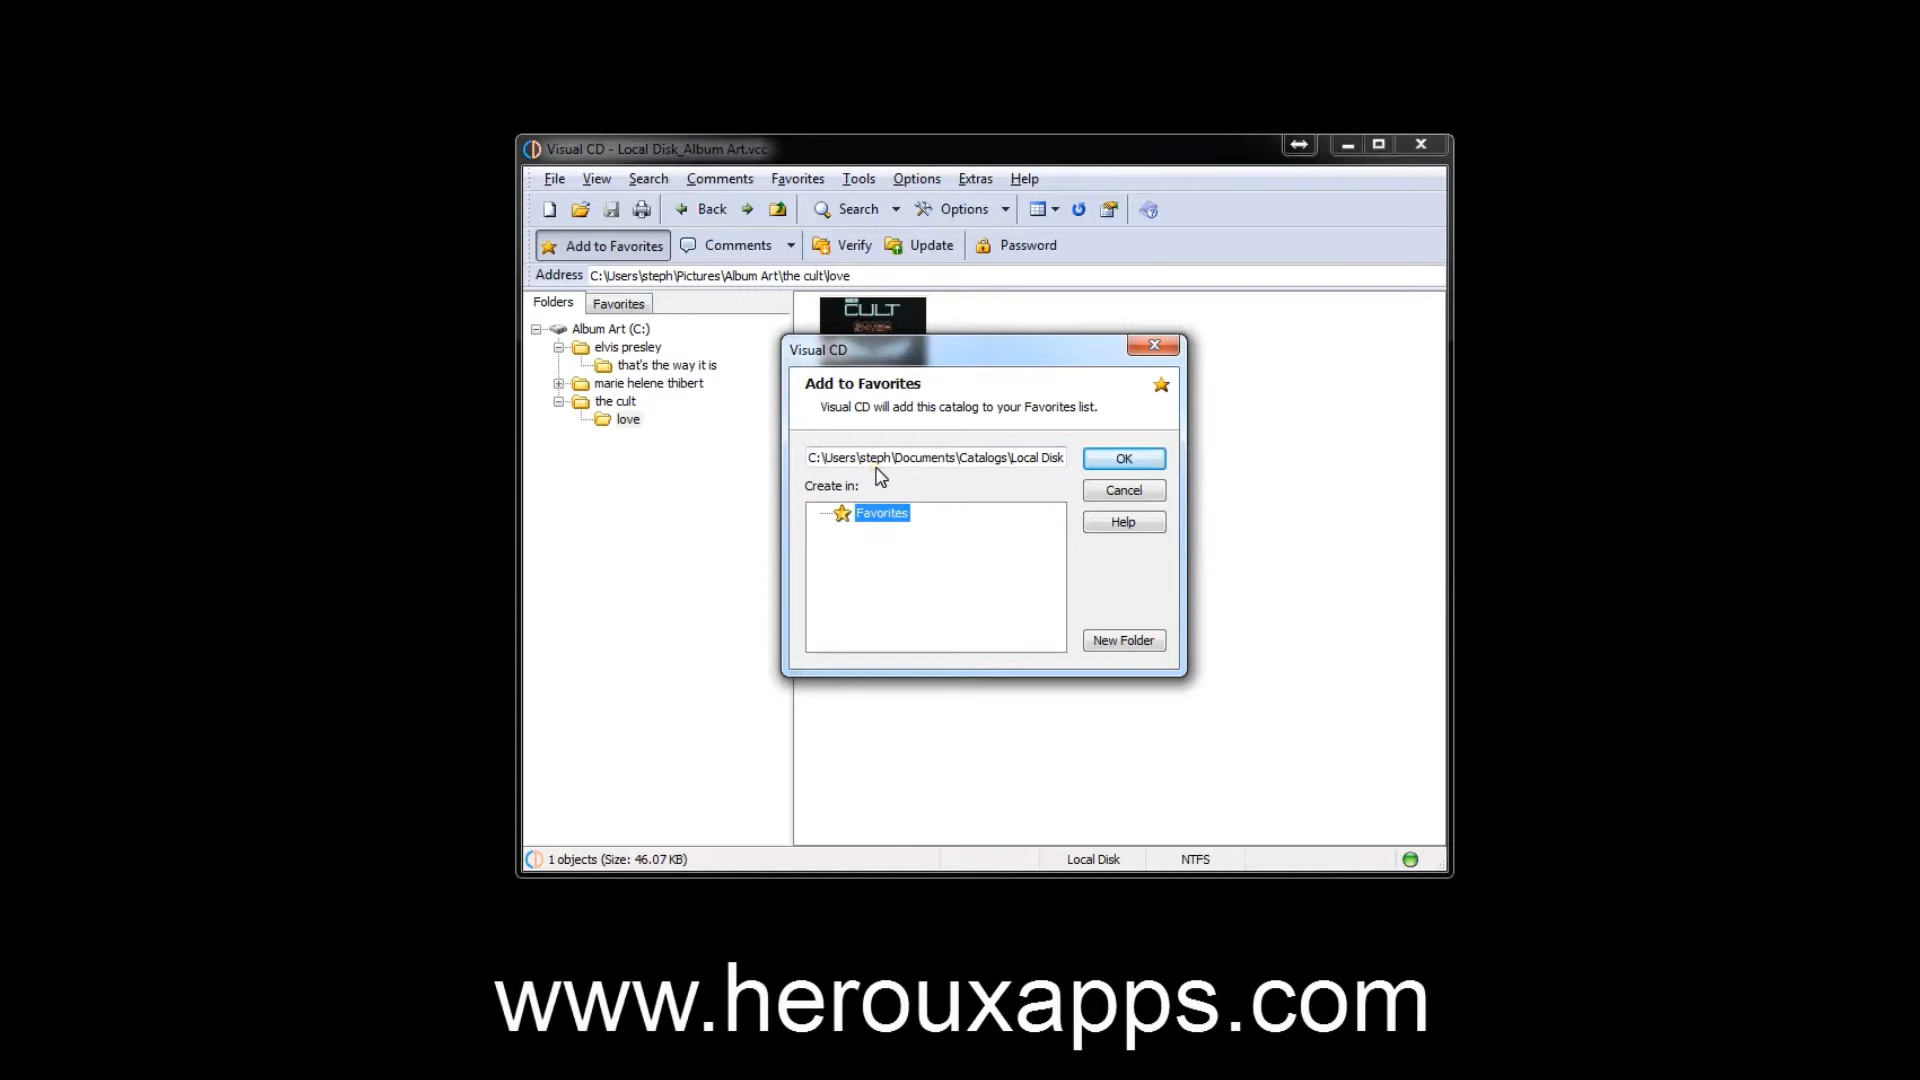 Visual CD - Local Disk_Album Art.vcc
File View Search Comments Favorites Tools Options Extras Help
Back Search Options
Add to Favorites Comments Verify Update Password
Address C:\Users\steph\Pictures\Album Art\the cult\love
Folders Favorites
Album Art (C:)
elvis presley
that's the way it is
marie helene thibert
the cult
love
CULT
Visual CD
Add to Favorites
Visual CD will add this catalog to your Favorites list.
C:\Users\steph\Documents\Catalogs\Local Disk
OK
Create in:
Cancel
Favorites
Help
New Folder
1 objects (Size: 46.07 KB) Local Disk NTFS
www.herouxapps.com